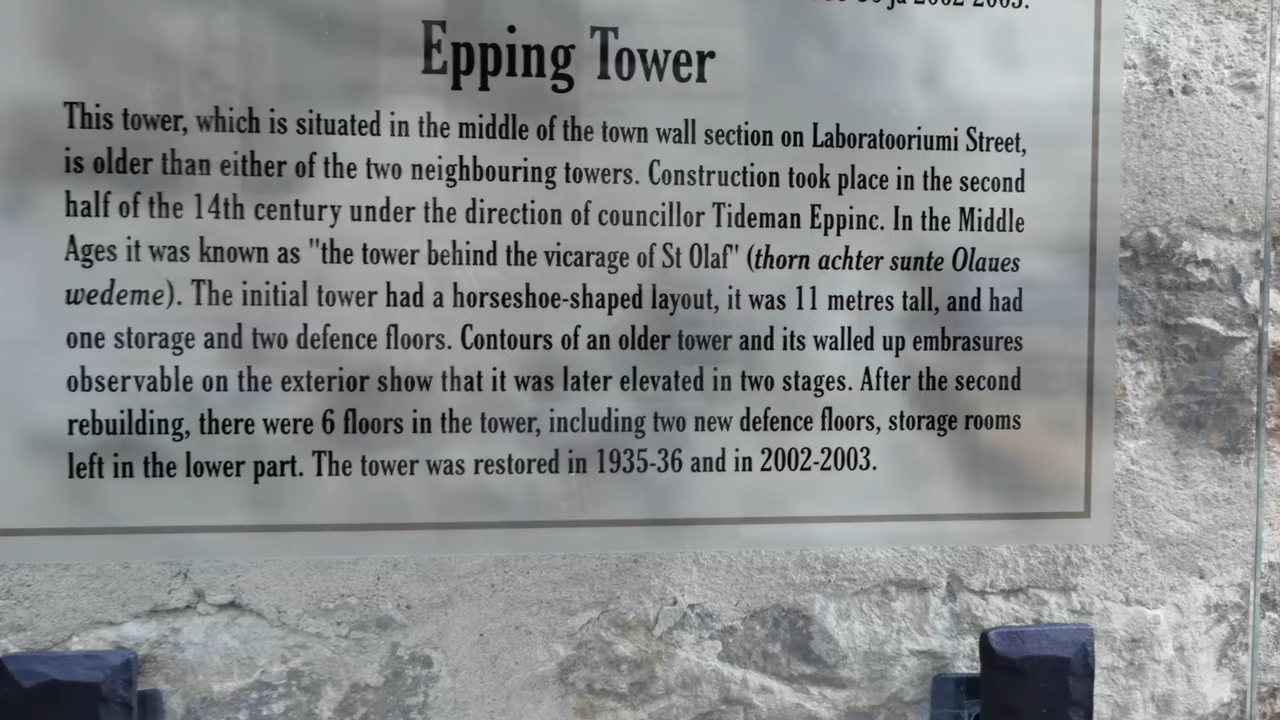 ja 2002-2003.
Epping Tower
This tower, which is situated in the middle of the town wall section on Laboratooriumi Street,
is older than either of the two neighbouring towers. Construction took place in the second
half of the 14th century under the direction of councillor Tideman Eppinc. In the Middle
Ages it was known as "the tower behind the vicarage of St Olaf" (thorn achter sunte Olaues
wedeme). The initial tower had a horseshoe-shaped layout, it was 11 metres tall, and had
one storage and two defence floors. Contours of an older tower and its walled up embrasures
observable on the exterior show that it was later elevated in two stages. After the second
rebuilding, there were 6 floors in the tower, including two new defence floors, storage rooms
left in the lower part. The tower was restored in 1935-36 and in 2002-2003.